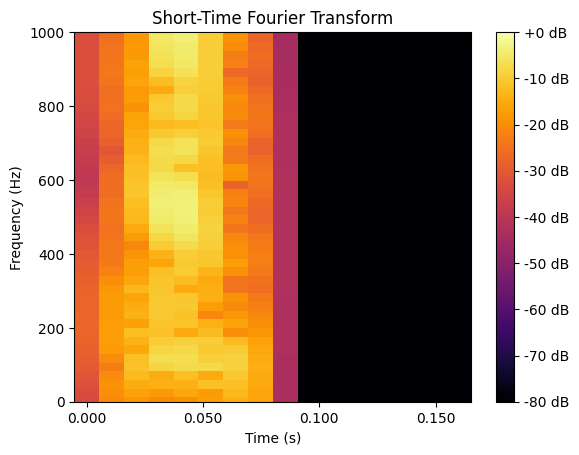 Short-Time Fourier Transform
1000
800
600
400
200
0
Frequency (Hz)
0.000
0.050
0.100
0.150
Time (s)
+0 dB
-10 dB
-20 dB
-30 dB
-40 dB
-50 dB
-60 dB
-70 dB
-80 dB